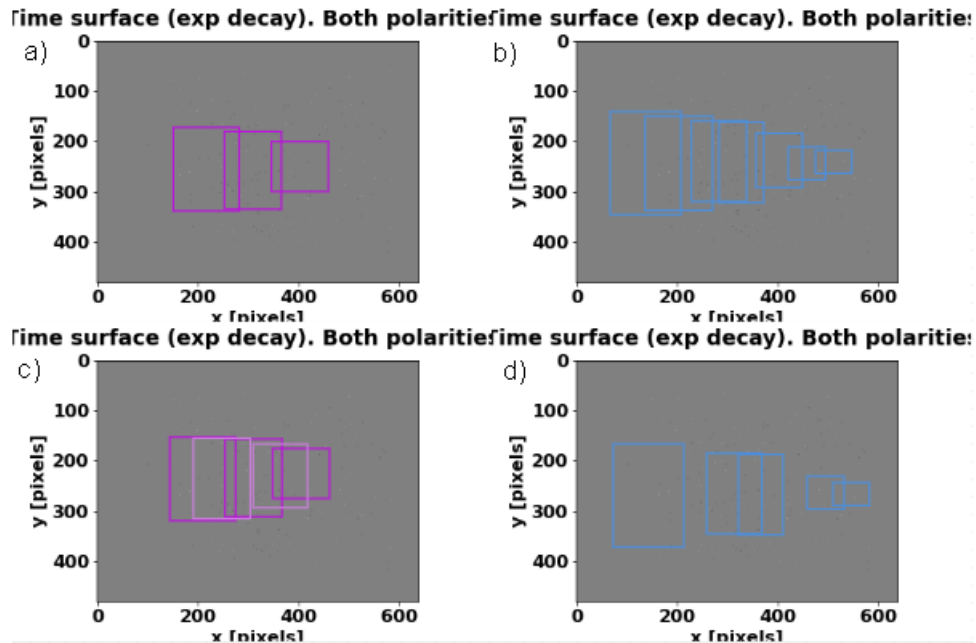 Time surface (exp decay). Both polarities
Time surface (exp decay). Both polarities
a)
0
100
200
300
400
y [pixels]
0 200 400 600
x [pixels]
b)
0
100
200
300
400
y [pixels]
0 200 400 600
x [pixels]
Time surface (exp decay). Both polarities
Time surface (exp decay). Both polarities
c)
0
100
200
300
400
y [pixels]
0 200 400 600
x [pixels]
d)
0
100
200
300
400
y [pixels]
0 200 400 600
x [pixels]